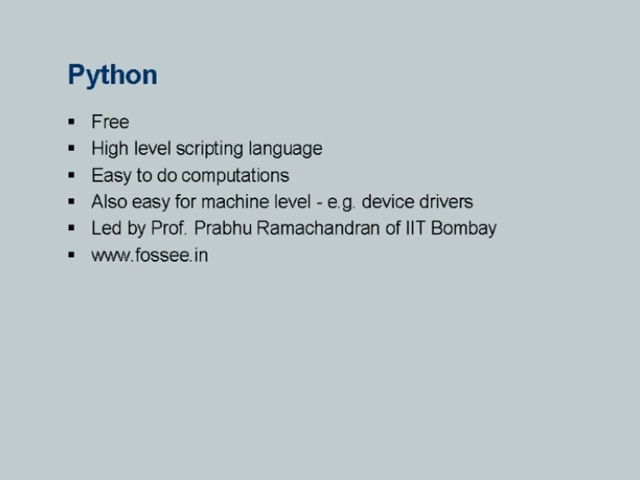 Python
▪ Free
▪ High level scripting language
▪ Easy to do computations
▪ Also easy for machine level - e.g. device drivers
▪ Led by Prof. Prabhu Ramachandran of IIT Bombay
▪ www.fossee.in